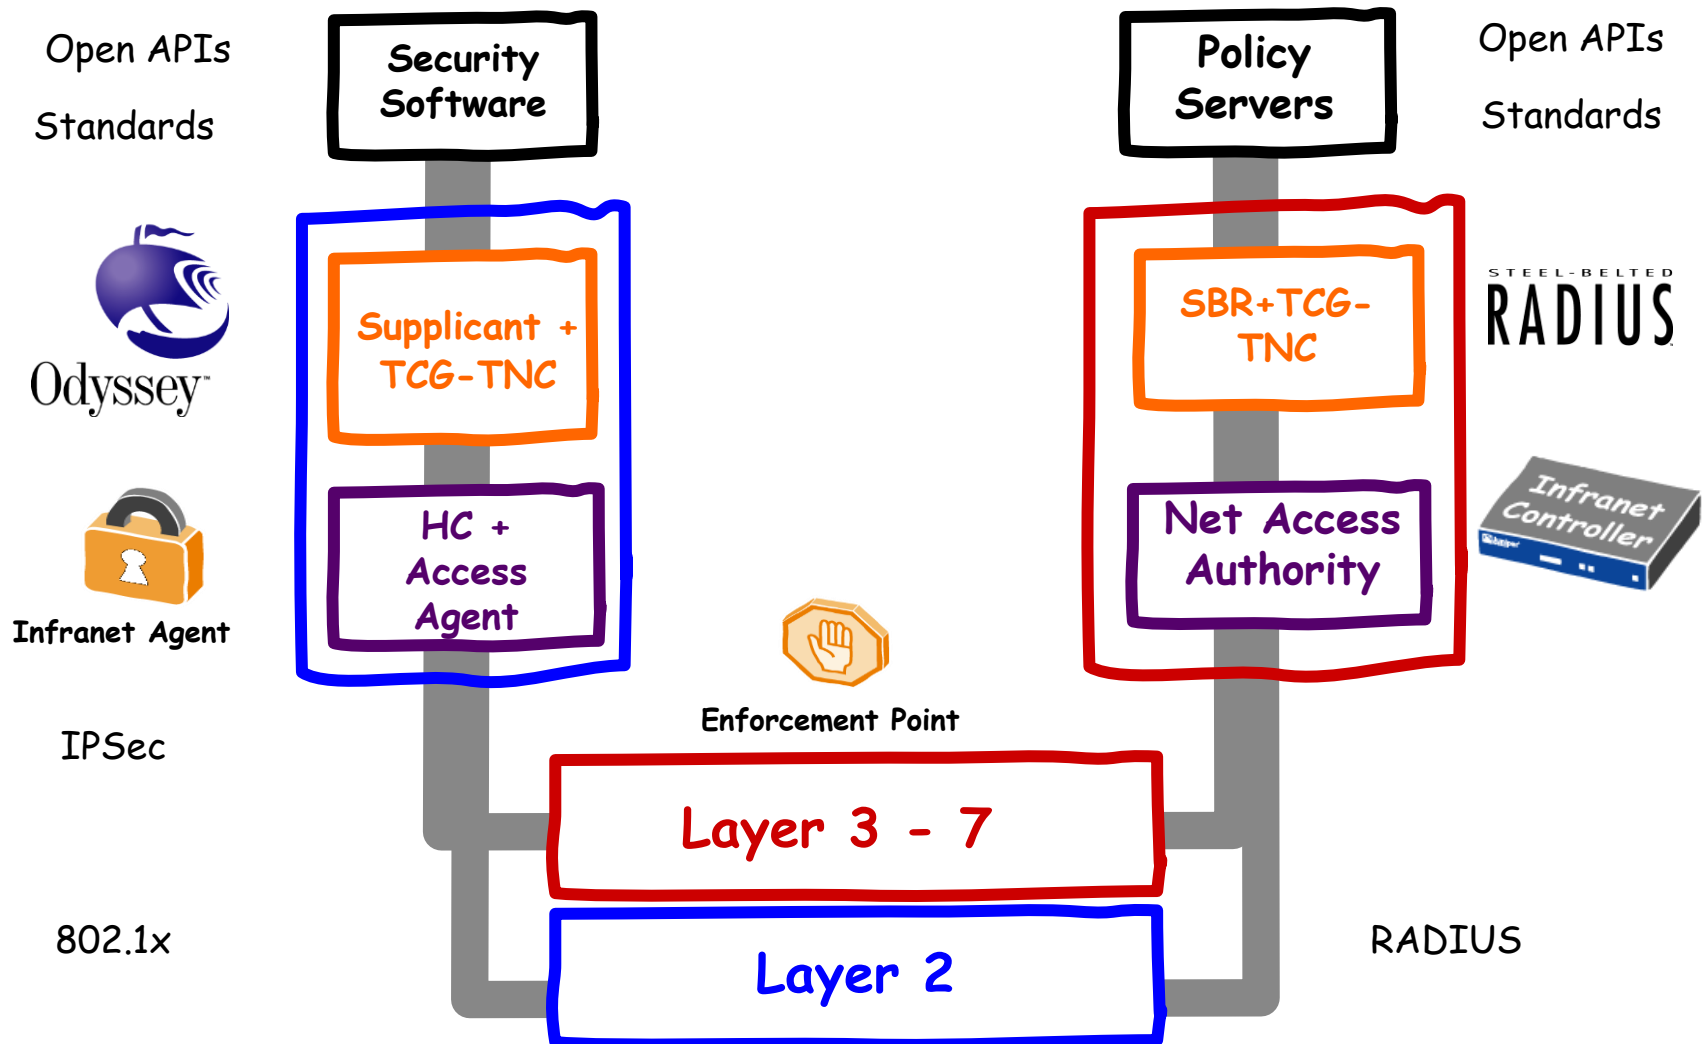 Open APIs
Standards
Security
Software
Policy
Servers
Open APIs
Standards
Odyssey™
Supplicant +
TCG-TNC
SBR+TCG-
TNC
STEEL-BELTED
RADIUS
Infranet Agent
HC +
Access
Agent
Net Access
Authority
Infranet
Controller
Juniper
Enforcement Point
IPSec
Layer 3 - 7
802.1x
Layer 2
RADIUS